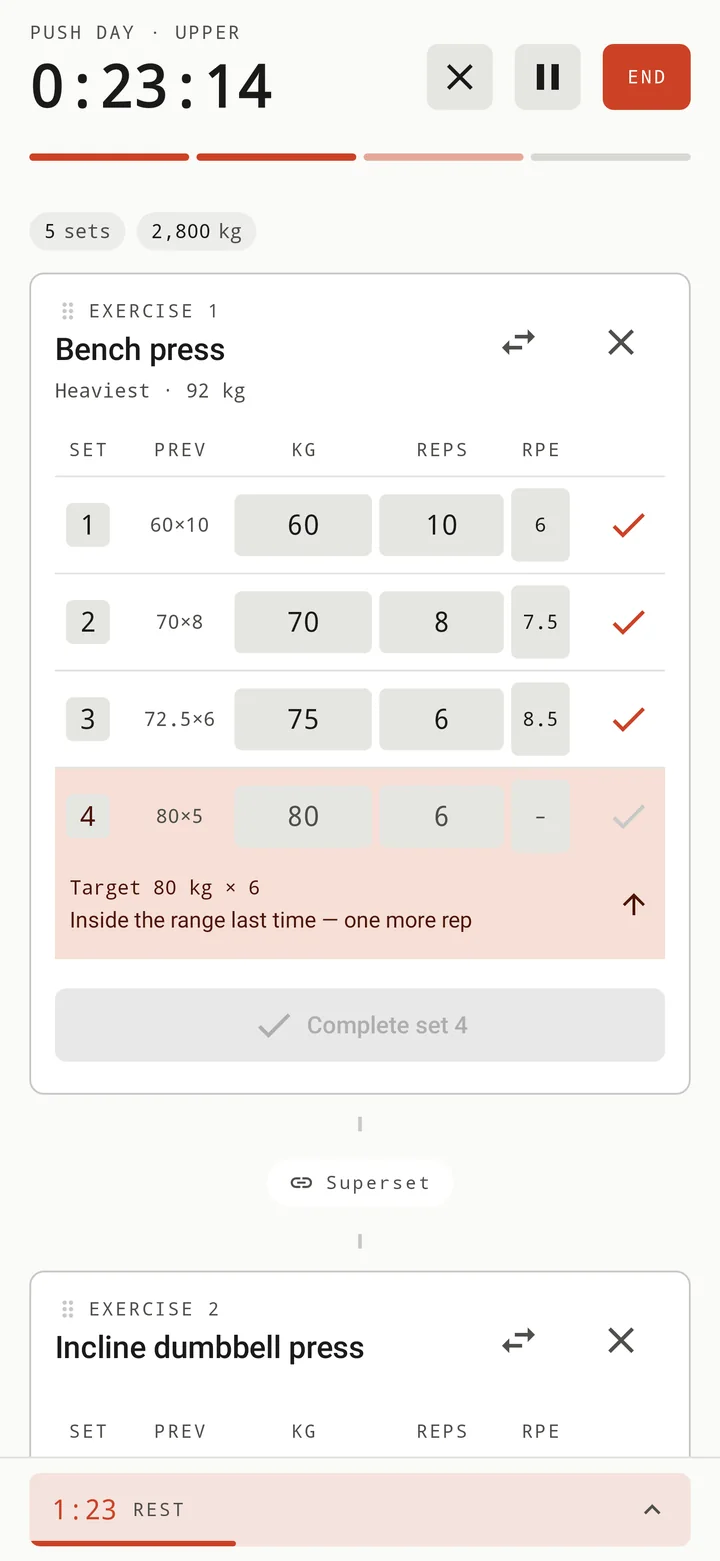 PUSH DAY · UPPER
0:23:14
END
5 sets
2,800 kg
EXERCISE 1
Bench press
Heaviest · 92 kg
SET PREV KG REPS RPE
1 60×10 60 10 6
2 70×8 70 8 7.5
3 72.5×6 75 6 8.5
4 80×5 80 6 –
Target 80 kg × 6
Inside the range last time — one more rep
Complete set 4
Superset
EXERCISE 2
Incline dumbbell press
SET PREV KG REPS RPE
1:23 REST